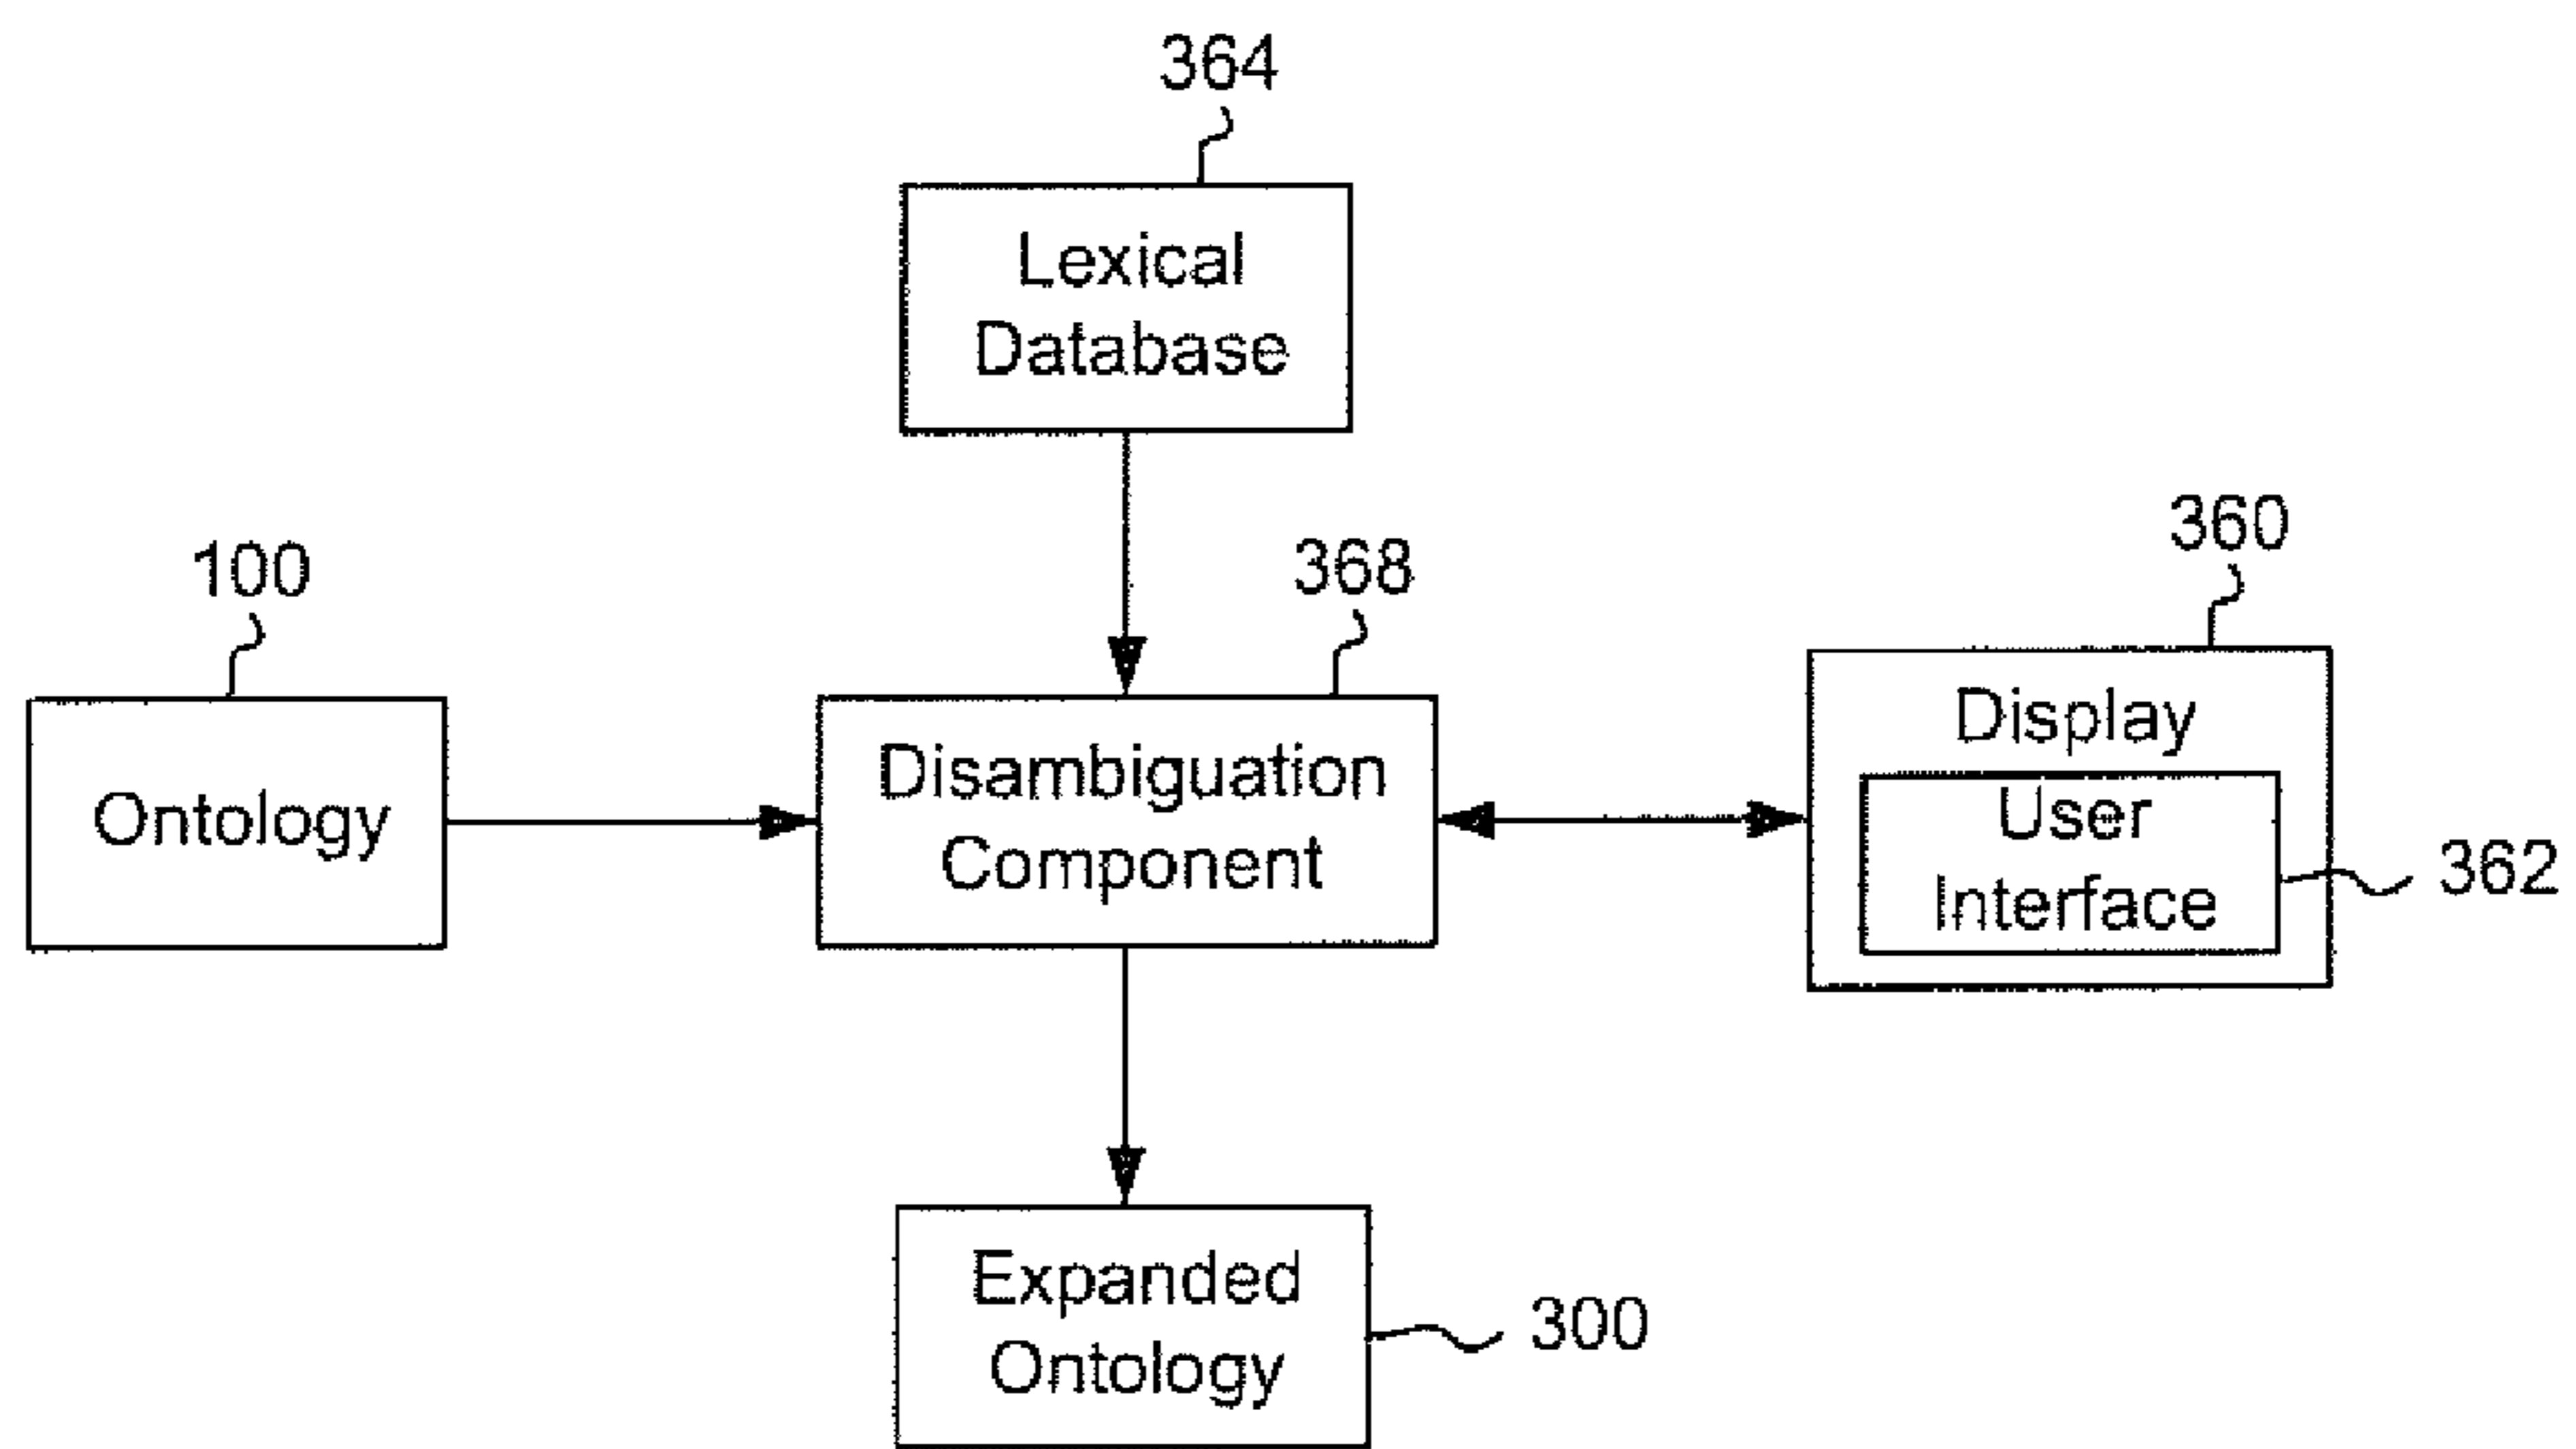 364
Lexical
Database
100
368
360
Ontology
Disambiguation
Component
Display
User
Interface
362
Expanded
Ontology
300